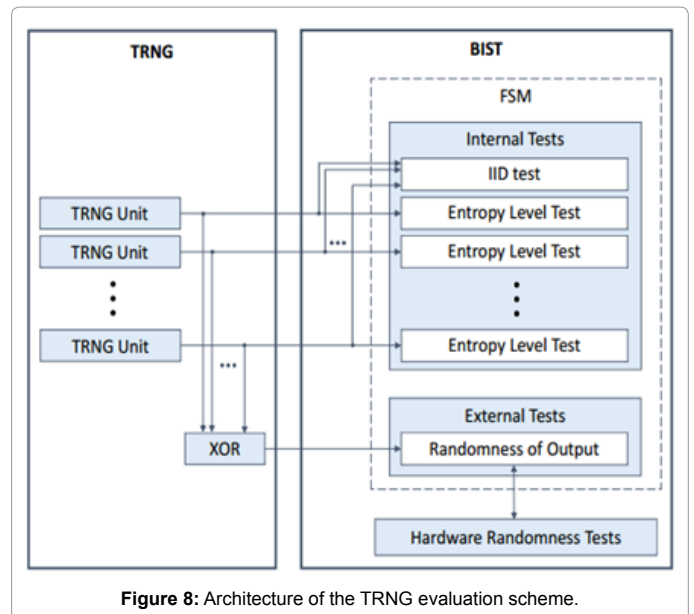 TRNG
BIST
FSM
Internal Tests
IID test
TRNG Unit
Entropy Level Test
TRNG Unit
Entropy Level Test
TRNG Unit
Entropy Level Test
External Tests
XOR
Randomness of Output
Hardware Randomness Tests
Figure 8: Architecture of the TRNG evaluation scheme.